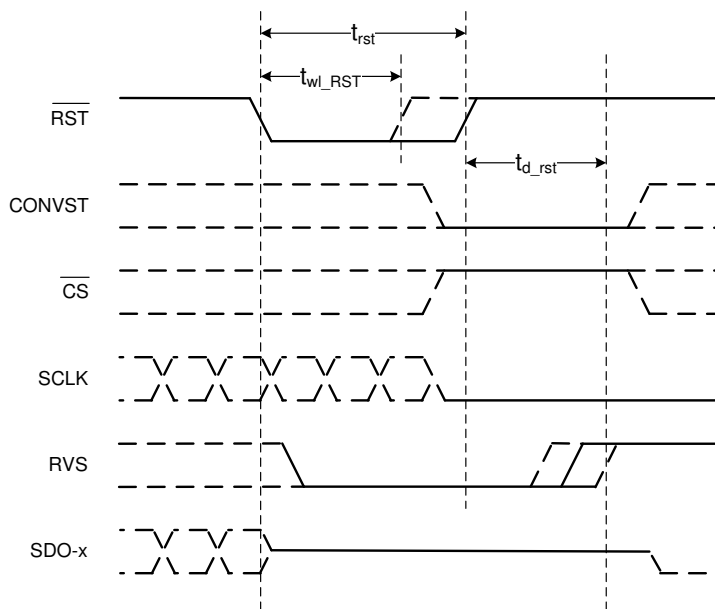 t_rst
t_wl_RST
RST
t_d_rst
CONVST
CS
SCLK
RVS
SDO-x